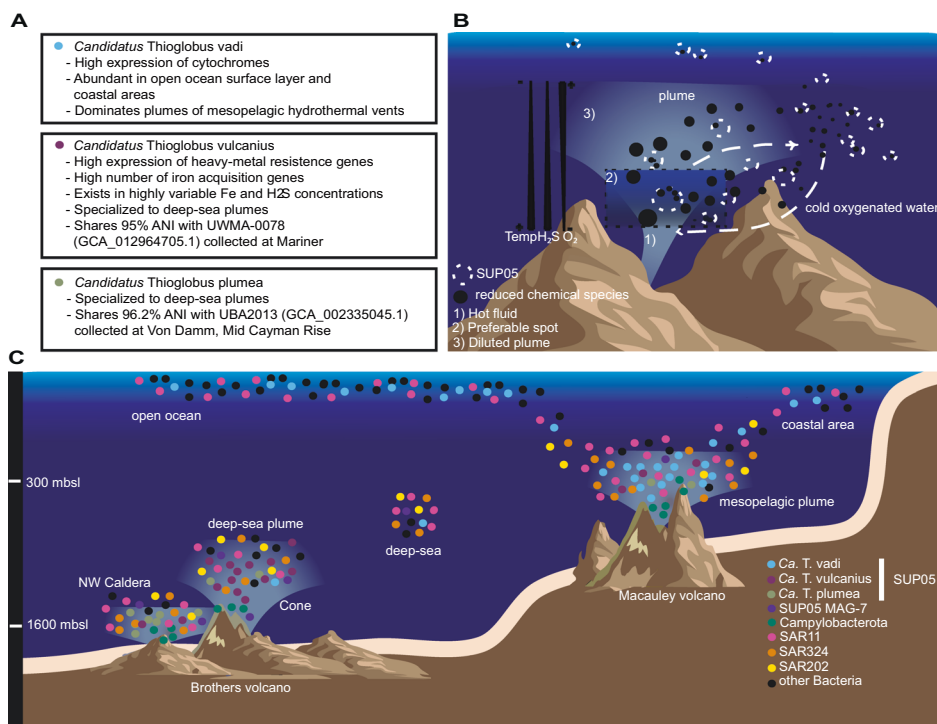 A
Candidatus Thioglobus vadi
- High expression of cytochromes
- Abundant in open ocean surface layer and
coastal areas
- Dominates plumes of mesopelagic hydrothermal vents
Candidatus Thioglobus vulcanius
- High expression of heavy-metal resistence genes
- High number of iron acquisition genes
- Exists in highly variable Fe and H2S concentrations
- Specialized to deep-sea plumes
- Shares 95% ANI with UWMA-0078
(GCA_012964705.1) collected at Mariner
Candidatus Thioglobus plumea
- Specialized to deep-sea plumes
- Shares 96.2% ANI with UBA2013 (GCA_002335045.1)
collected at Von Damm, Mid Cayman Rise
B
- +
plume
3)
2)
1)
cold oxygenated water
+ -
Temp H₂S O₂
SUP05
reduced chemical species
1) Hot fluid
2) Preferable spot
3) Diluted plume
C
open ocean
coastal area
300 mbsl
mesopelagic plume
deep-sea plume
deep-sea
NW Caldera
Cone
1600 mbsl
Macauley volcano
Brothers volcano
Ca. T. vadi
Ca. T. vulcanius
Ca. T. plumea
SUP05 MAG-7
SUP05
Campylobacterota
SAR11
SAR324
SAR202
other Bacteria